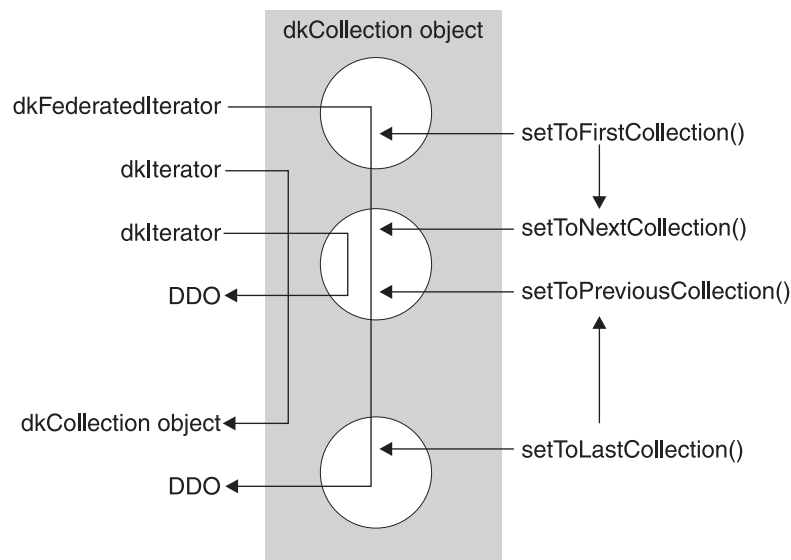 dkCollection object
dkFederatedIterator
setToFirstCollection()
dkIterator
setToNextCollection()
dkIterator
setToPreviousCollection()
DDO
dkCollection object
setToLastCollection()
DDO